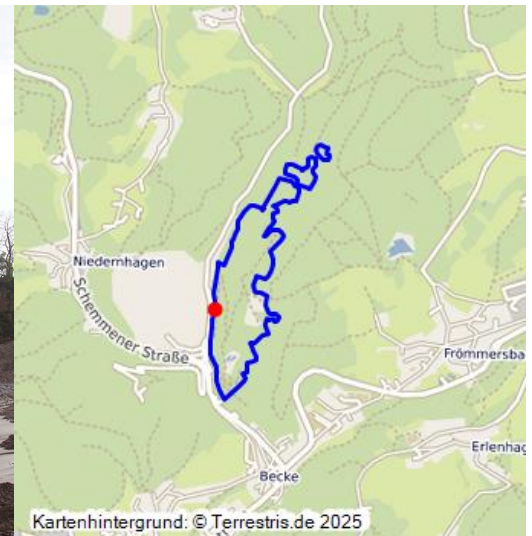 Niedernhagen
Schemmener Straße
Frömmersba
Erlenhag
Becke
Kartenhintergrund: © Terrestris.de 2025